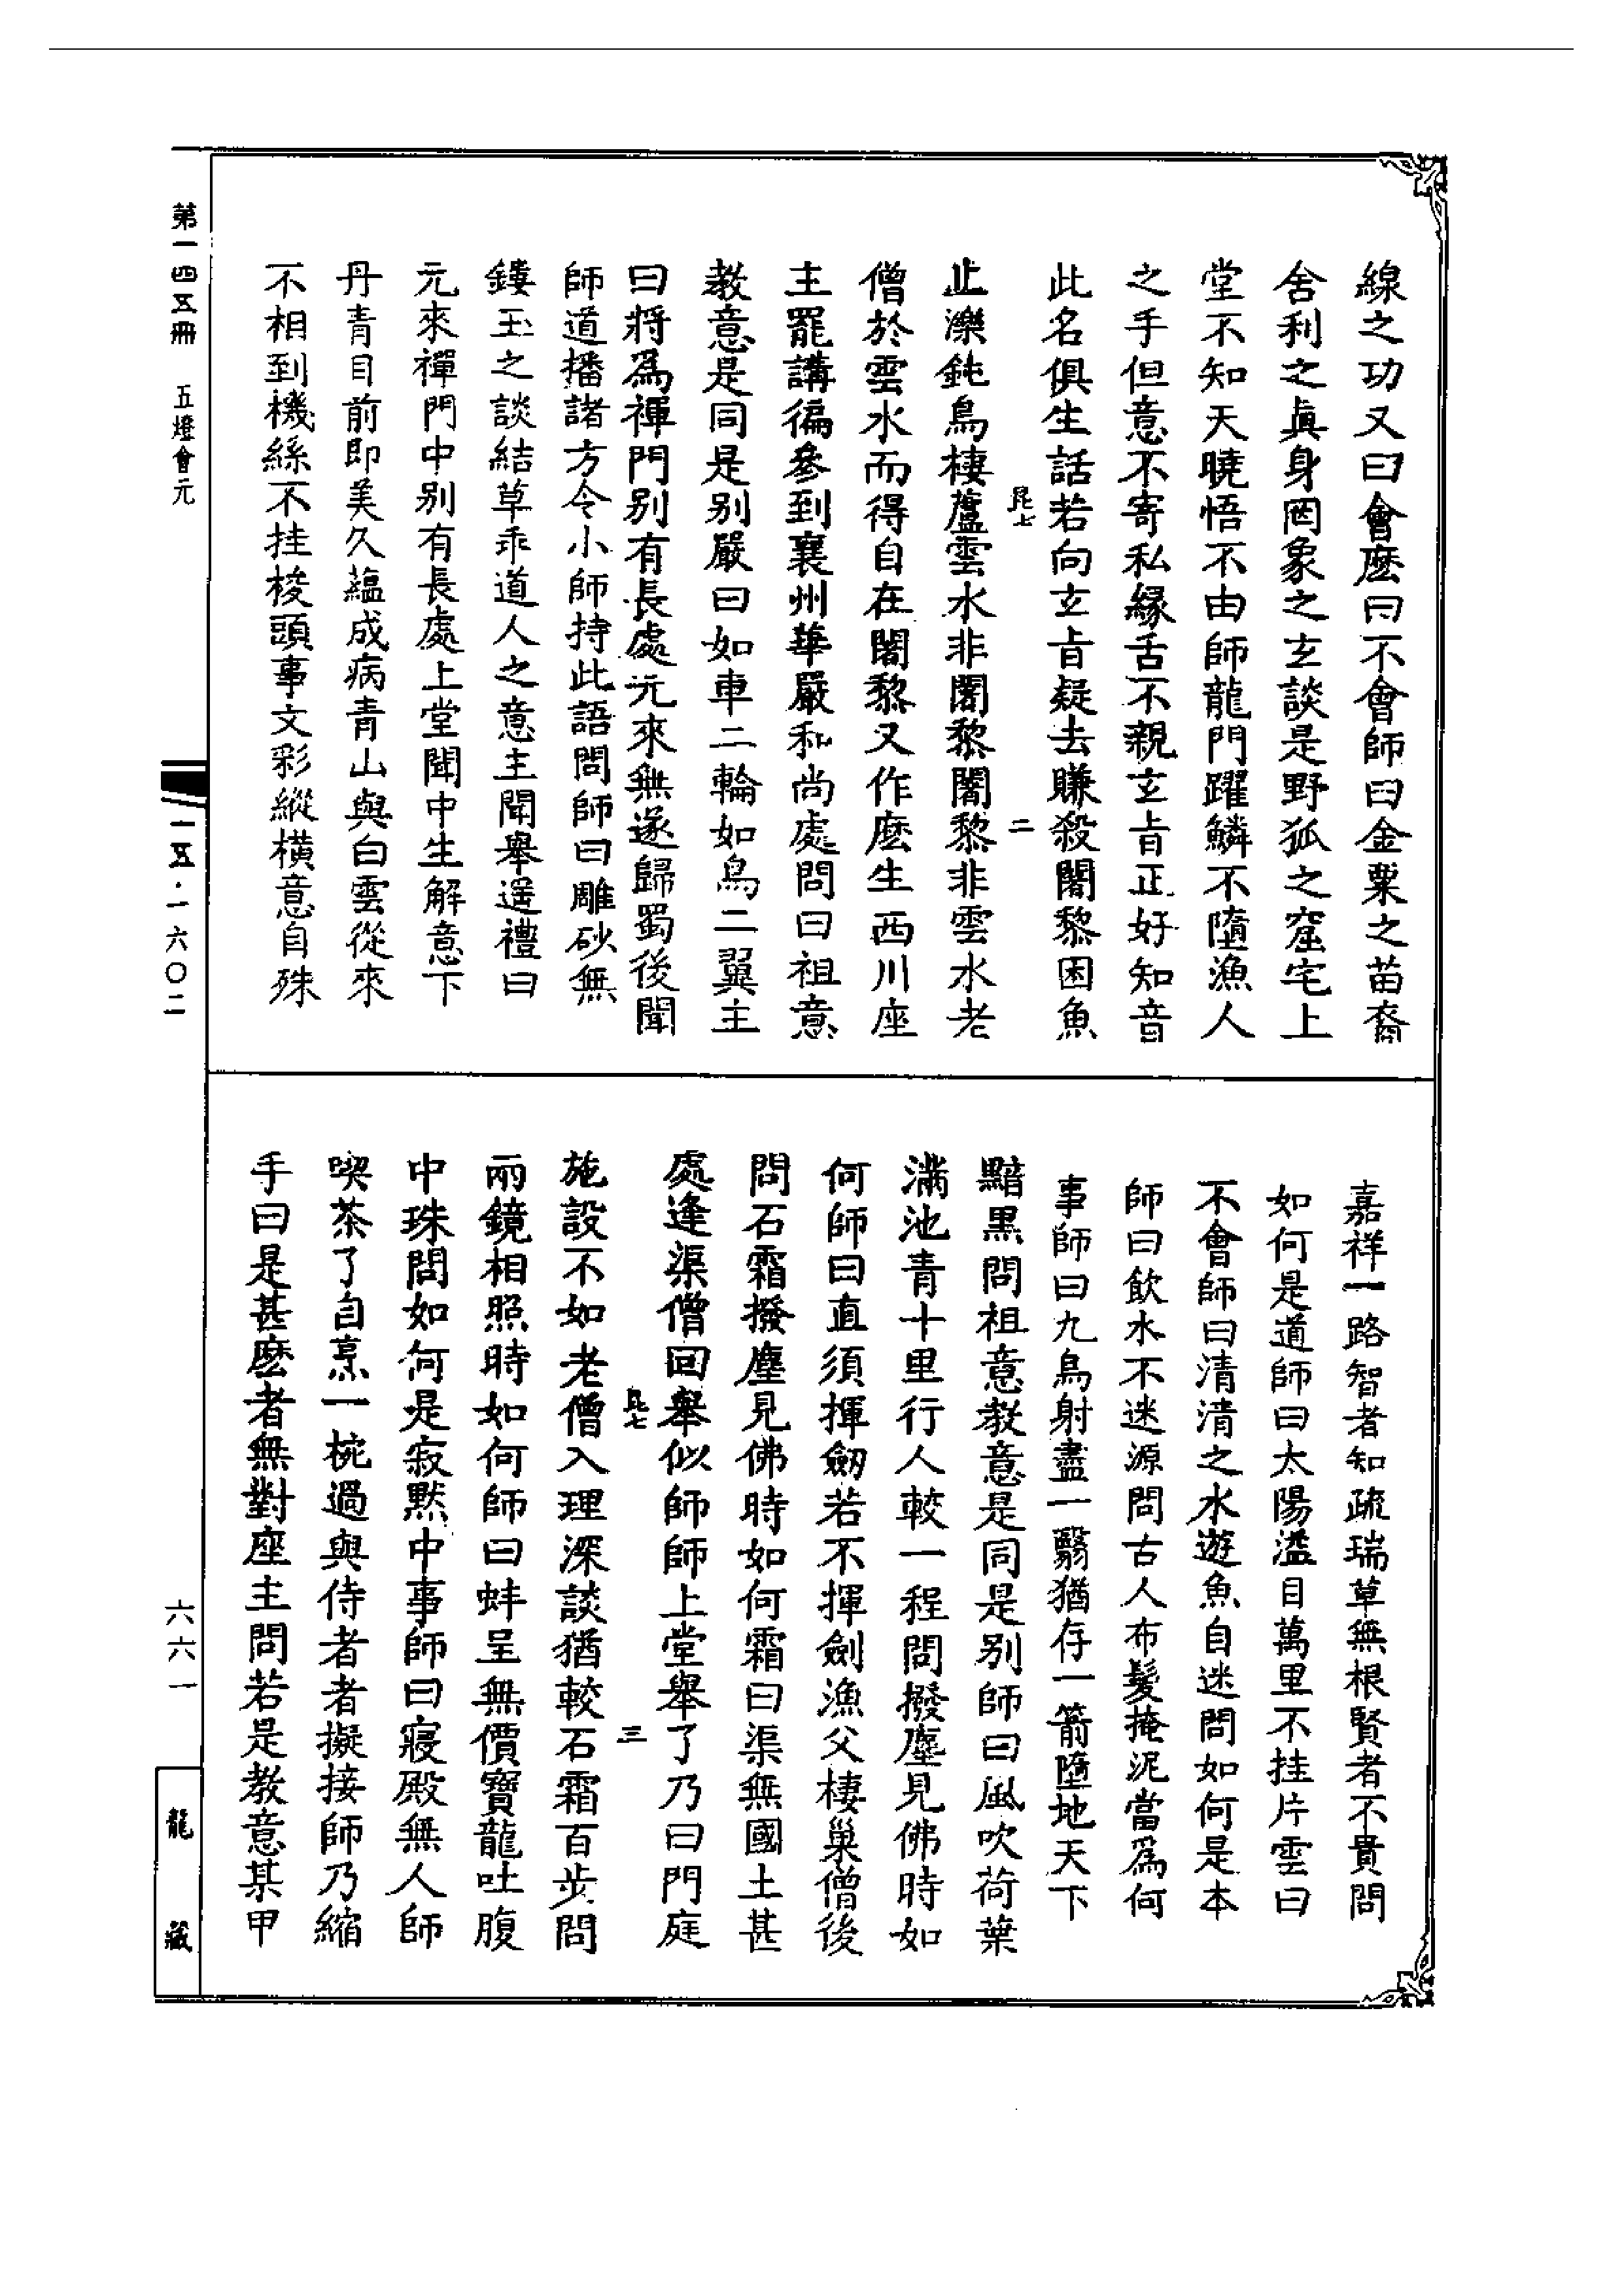 線之功又曰會麽曰不會師曰金粟之苗裔
舍利之眞身罔象之玄談是野狐之窟宅上
堂不知天曉悟不由師龍門躍鱗不墮漁人
之手但意不寄私緣舌不親玄旨正好知音
此名俱生話若向玄旨疑去賺殺闍黎困魚
昆七
二
止濼鈍鳥棲蘆雲水非闍黎闍黎非雲水老
僧於雲水而得自在闍黎又作麽生西川座
主罷講徧參到襄州華嚴和尚處問曰祖意
教意是同是别嚴曰如車二輪如鳥二翼主
曰將爲禪門别有長處元來無遂歸蜀後聞
師道播諸方令小師持此語問師曰雕砂無
鏤玉之談結草乖道人之意主聞舉遥禮曰
元來禪門中别有長處上堂聞中生解意下
丹青目前即美久蘊成病青山與白雲從來
不相到機絲不挂梭頭事文彩縱橫意自殊
嘉祥一路智者知疏瑞草無根賢者不貴問
如何是道師曰太陽溢目萬里不挂片雲曰
不會師曰清清之水遊魚自迷問如何是本
師曰飲水不迷源問古人布髮掩泥當爲何
事師曰九烏射盡一翳猶存一箭墮地天下
黯黑問祖意教意是同是别師曰風吹荷葉
滿池青十里行人較一程問撥塵見佛時如
何師曰直須揮劒若不揮劍漁父棲巢僧後
問石霜撥塵見佛時如何霜曰渠無國土甚
處逢渠僧回舉似師師上堂舉了乃曰門庭
昆七
三
施設不如老僧入理深談猶較石霜百步問
兩鏡相照時如何師曰蚌呈無價寶龍吐腹
中珠問如何是寂默中事師曰寢殿無人師
喫茶了自烹一椀過與侍者者擬接師乃縮
手曰是甚麽者無對座主問若是教意某甲
第一四五冊 五燈會元
一五·一六〇二
六六一
龍藏